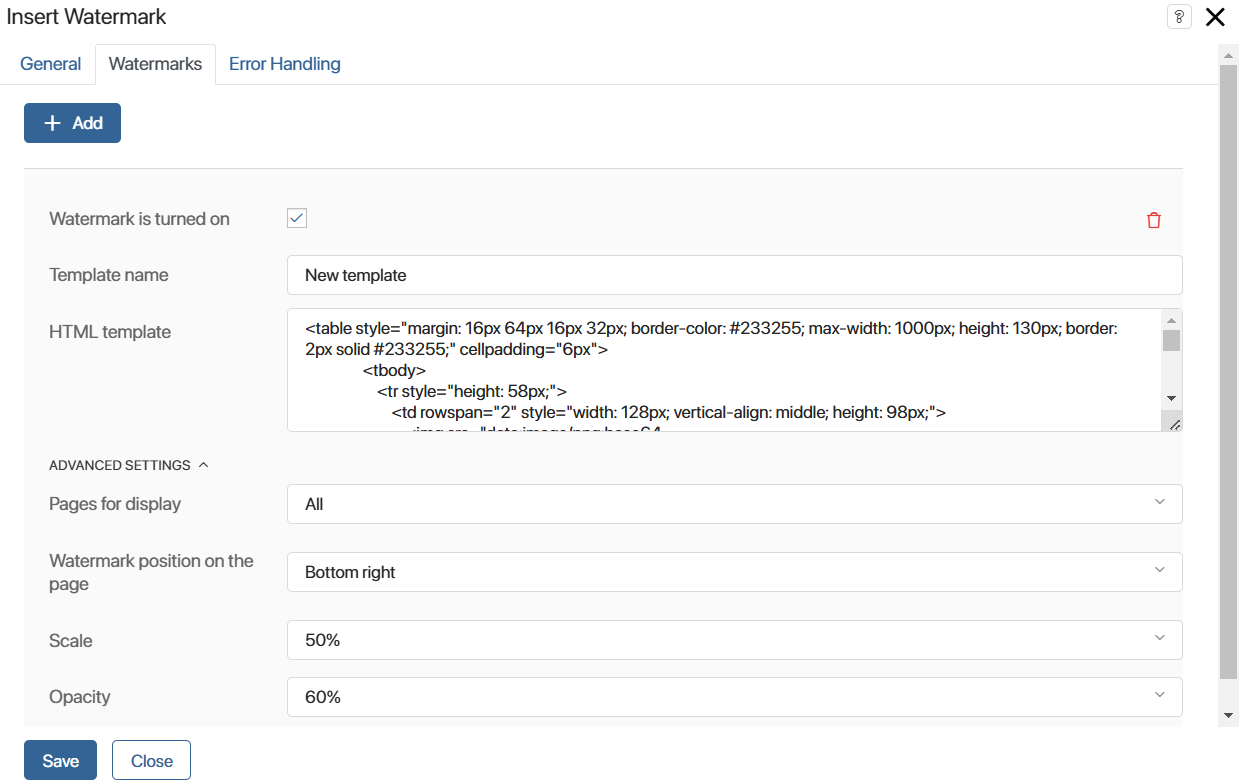 Insert Watermark
?
General Watermarks Error Handling
+ Add
Watermark is turned on
Template name New template
HTML template
<table style="margin: 16px 64px 16px 32px; border-color: #233255; max-width: 1000px; height: 130px; border:
2px solid #233255;" cellpadding="6px">
<tbody>
<tr style="height: 58px;">
<td rowspan="2" style="width: 128px; vertical-align: middle; height: 98px;">
ADVANCED SETTINGS
Pages for display All
Watermark position on the
page
Bottom right
Scale 50%
Opacity 60%
Save Close